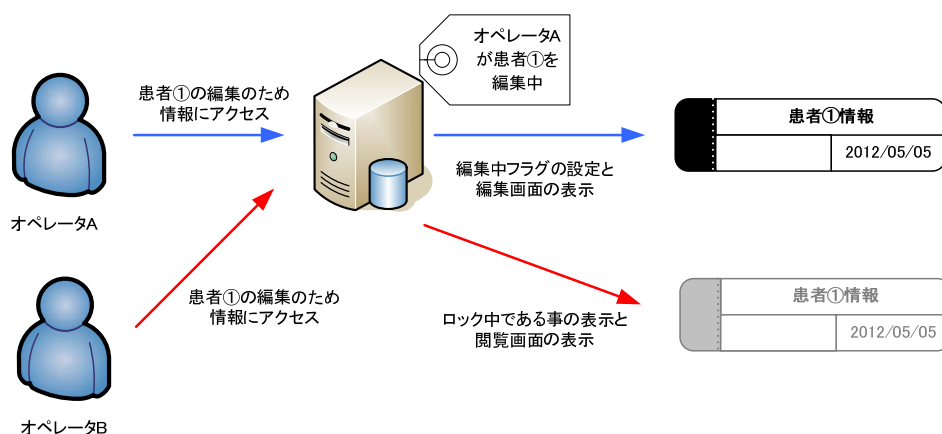 オペレータA
が患者①を
編集中
患者①の編集のため
情報にアクセス
患者①情報
2012/05/05
編集中フラグの設定と
編集画面の表示
オペレータA
患者①の編集のため
情報にアクセス
患者①情報
2012/05/05
ロック中である事の表示と
閲覧画面の表示
オペレータB